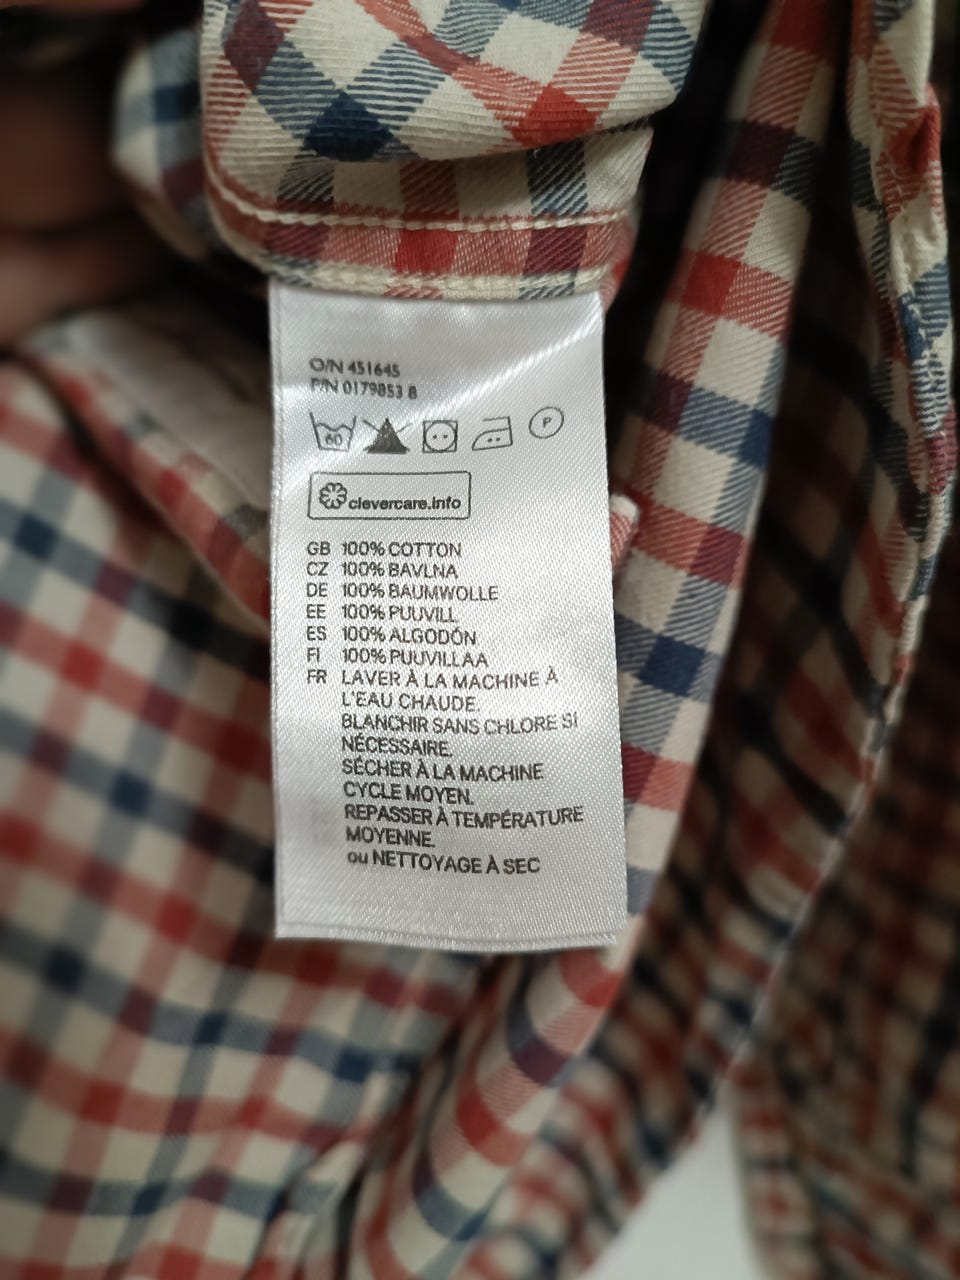 O/N 451645
P/N 0179853 8
60 P
clevercare.info
GB 100% COTTON
CZ 100% BAVLNA
DE 100% BAUMWOLLE
EE 100% PUUVILL
ES 100% ALGODÓN
FI 100% PUUVILLAA
FR LAVER À LA MACHINE À
L'EAU CHAUDE.
BLANCHIR SANS CHLORE SI
NÉCESSAIRE.
SÉCHER À LA MACHINE
CYCLE MOYEN.
REPASSER À TEMPÉRATURE
MOYENNE.
ou NETTOYAGE À SEC